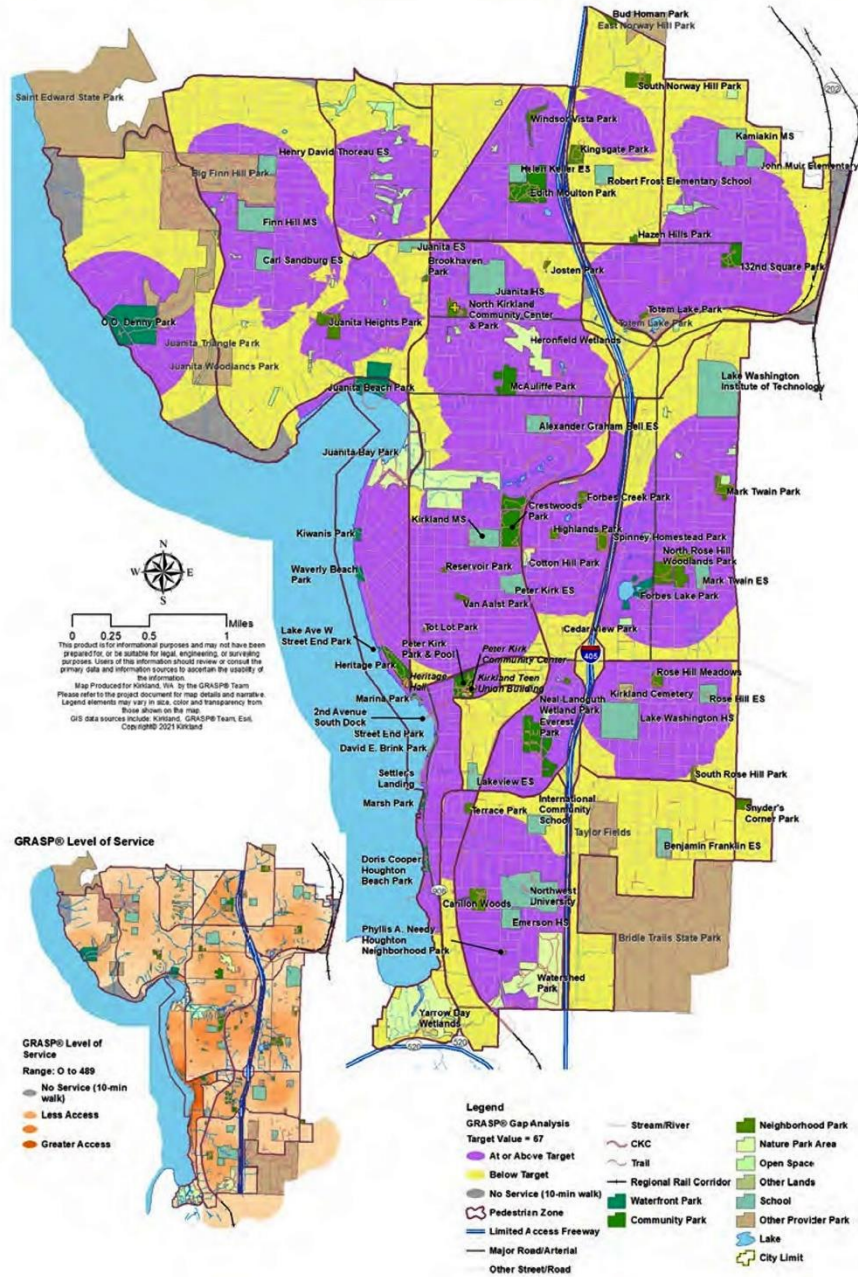 Bud Homan Park
East Norway Hill Park
Saint Edward State Park
South Norway Hill Park
202
Windsor Vista Park
Kamiakin MS
Henry David Thoreau ES
Kingsgate Park
John Muir Elementary
Big Finn Hill Park
Helen Keller ES
Robert Frost Elementary School
Edith Moulton Park
Finn Hill MS
Hazen Hills Park
Juanita ES
Carl Sandburg ES
Brookhaven
Park
Josten Park
132nd Square Park
Juanita HS
North Kirkland
Community Center
& Park
O.O. Denny Park
Juanita Heights Park
Totem Lake Park
Totem Lake Park
Juanita Triangle Park
Heronfield Wetlands
Juanita Woodlands Park
Juanita Beach Park
McAuliffe Park
Lake Washington
Institute of Technology
Alexander Graham Bell ES
Juanita Bay Park
Mark Twain Park
Forbes Creek Park
Crestwoods
Park
Kirkland MS
Kiwanis Park
Highlands Park
Spinney Homestead Park
North Rose Hill
Woodlands Park
Reservoir Park
Cotton Hill Park
Waverly Beach
Park
Mark Twain ES
Peter Kirk ES
Forbes Lake Park
Van Aalst Park
N
W
E
S
0 0.25 0.5 1 Miles
This product is for informational purposes and may not have been
prepared for, or be suitable for legal, engineering, or surveying
purposes. Users of this information should review or consult the
primary data and information sources to ascertain the usability of
the information.
Map Produced for Kirkland, WA by the GRASP® Team
Please refer to the project document for map details and narrative.
Legend elements may vary in size, color and transparency from
those shown on the map.
GIS data sources include: Kirkland, GRASP® Team, Esri,
Copyright© 2021 Kirkland
Lake Ave W
Street End Park
Tot Lot Park
Cedar View Park
Peter Kirk
Park & Pool
Peter Kirk
Community Center
405
Heritage Park
Heritage
Hall
Kirkland Teen
Union Building
Rose Hill Meadows
Marina Park
Kirkland Cemetery
Rose Hill ES
Neal-Landguth
Wetland Park
2nd Avenue
South Dock
Everest
Park
Lake Washington HS
Street End Park
David E. Brink Park
Settler's
Landing
Lakeview ES
South Rose Hill Park
Marsh Park
International
Community
School
Terrace Park
Snyder's
Corner Park
Taylor Fields
Benjamin Franklin ES
Doris Cooper
Houghton
Beach Park
908
Carillon Woods
Northwest
University
Emerson HS
Phyllis A. Needy
Houghton
Neighborhood Park
Bridle Trails State Park
Watershed
Park
Yarrow Bay
Wetlands
520
520
GRASP® Level of Service
GRASP® Level of
Service
Range: 0 to 489
No Service (10-min
walk)
Less Access
Greater Access
Legend
GRASP® Gap Analysis
Target Value = 67
At or Above Target
Below Target
No Service (10-min walk)
Pedestrian Zone
Limited Access Freeway
Major Road/Arterial
Other Street/Road
Stream/River
CKC
Trail
Regional Rail Corridor
Waterfront Park
Community Park
Neighborhood Park
Nature Park Area
Open Space
Other Lands
School
Other Provider Park
Lake
City Limit